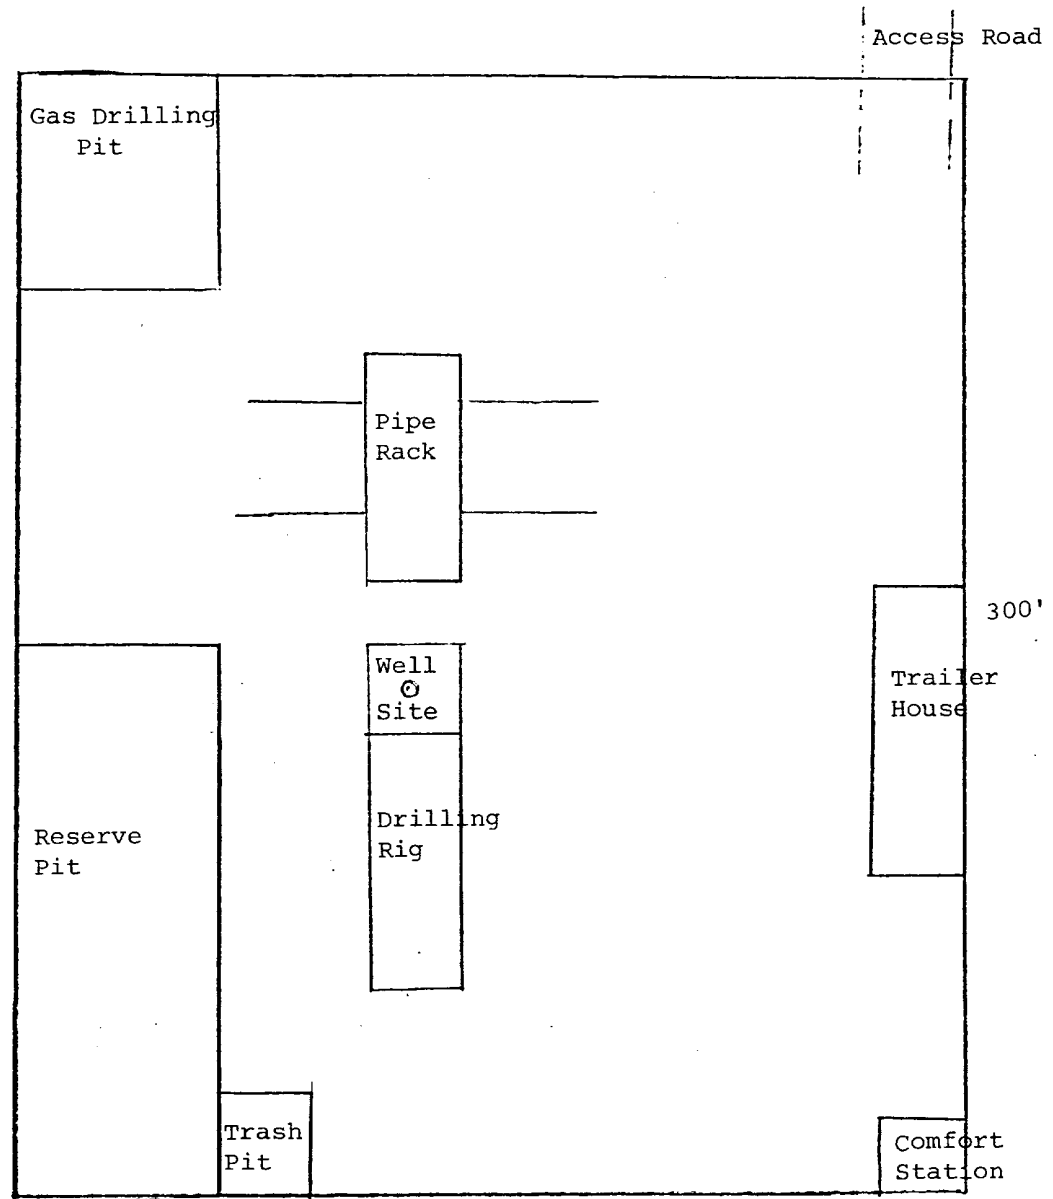 Access Road
Gas Drilling
Pit
Pipe
Rack
300'
Well
Site
Trailer
House
Drilling
Rig
Reserve
Pit
Trash
Pit
Comfort
Station